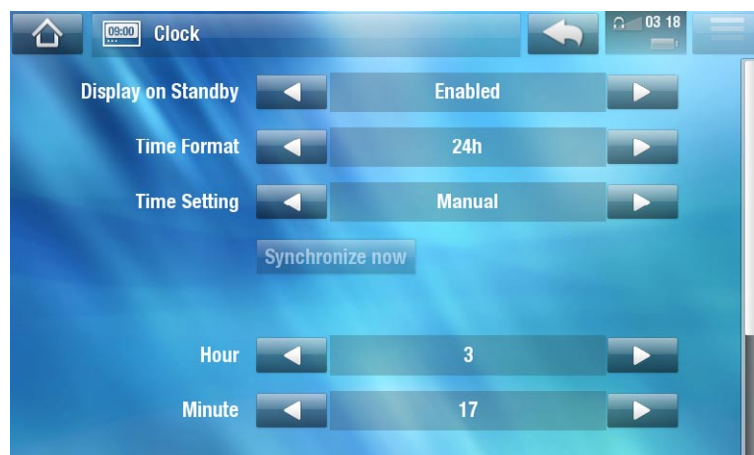 09:00 Clock 03 18
Display on Standby Enabled
Time Format 24h
Time Setting Manual
Synchronize now
Hour 3
Minute 17